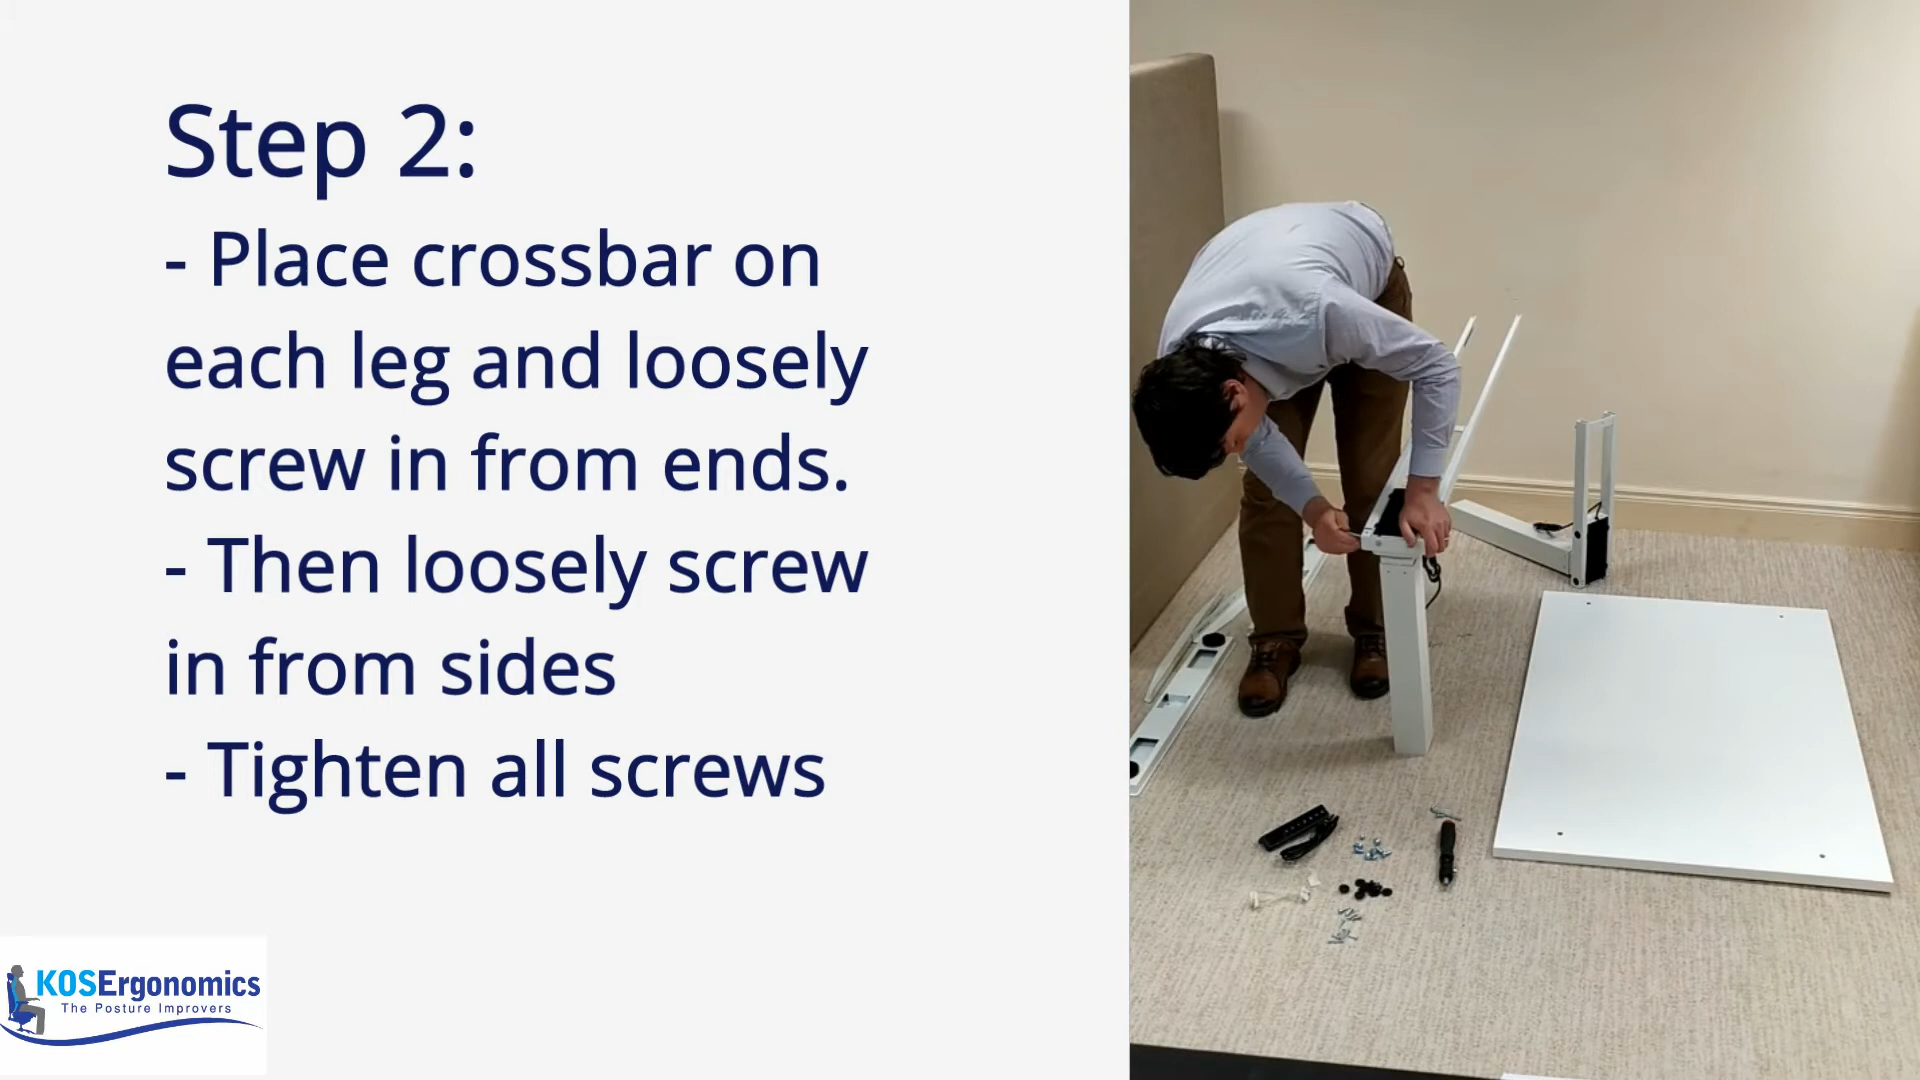 Step 2:
- Place crossbar on
each leg and loosely
screw in from ends.
- Then loosely screw
in from sides
- Tighten all screws
KOSErgonomics
The Posture Improvers